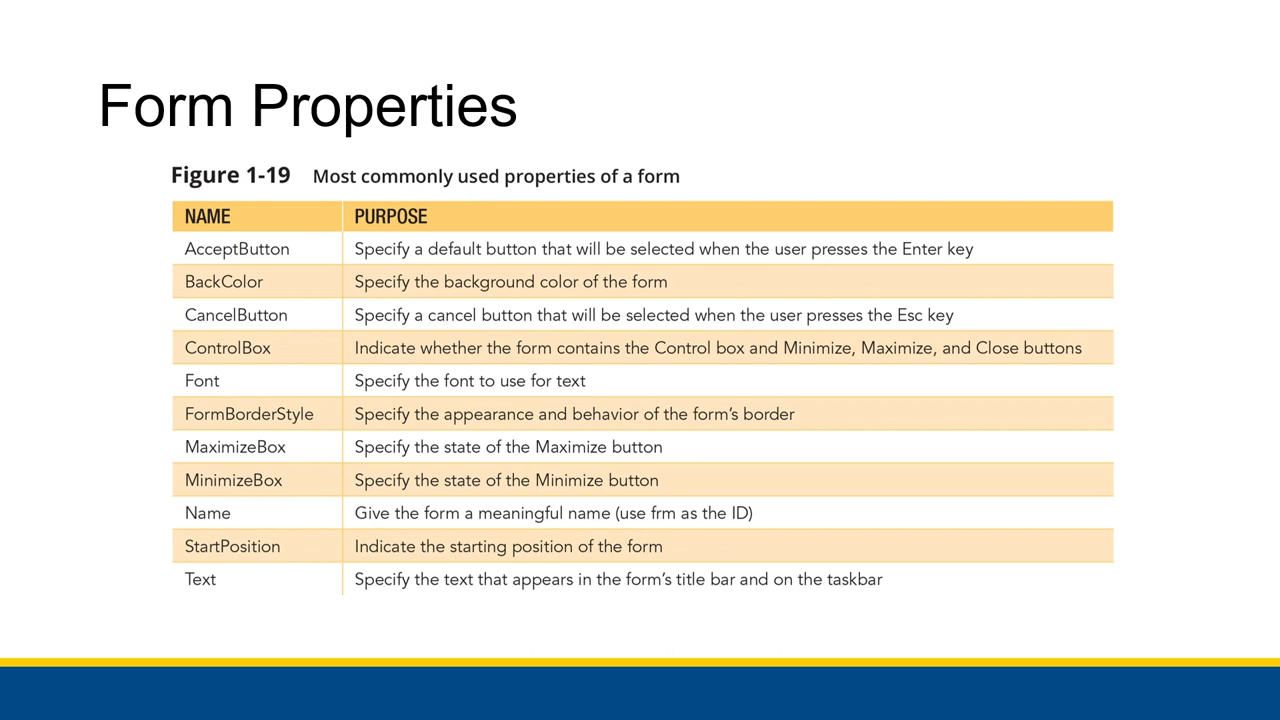 Form Properties
Figure 1-19 Most commonly used properties of a form
NAME PURPOSE
AcceptButton Specify a default button that will be selected when the user presses the Enter key
BackColor Specify the background color of the form
CancelButton Specify a cancel button that will be selected when the user presses the Esc key
ControlBox Indicate whether the form contains the Control box and Minimize, Maximize, and Close buttons
Font Specify the font to use for text
FormBorderStyle Specify the appearance and behavior of the form’s border
MaximizeBox Specify the state of the Maximize button
MinimizeBox Specify the state of the Minimize button
Name Give the form a meaningful name (use frm as the ID)
StartPosition Indicate the starting position of the form
Text Specify the text that appears in the form’s title bar and on the taskbar